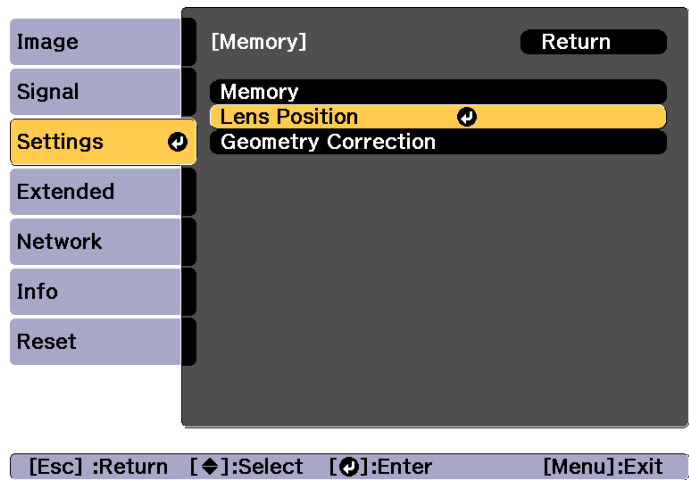 Image
Signal
Settings
Extended
Network
Info
Reset
[Memory] Return
Memory
Lens Position
Geometry Correction
[Esc] :Return [◆]:Select [↵]:Enter [Menu]:Exit